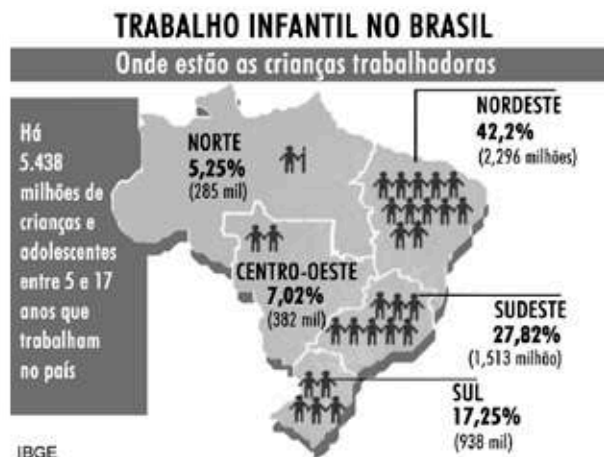 TRABALHO INFANTIL NO BRASIL
Onde estão as crianças trabalhadoras
Há
5.438
milhões de
crianças e
adolescentes
entre 5 e 17
anos que
trabalham
no país
NORTE
5,25%
(285 mil)
NORDESTE
42,2%
(2,296 milhões)
CENTRO-OESTE
7,02%
(382 mil)
SUDESTE
27,82%
(1,513 milhão)
SUL
17,25%
(938 mil)
IBGE